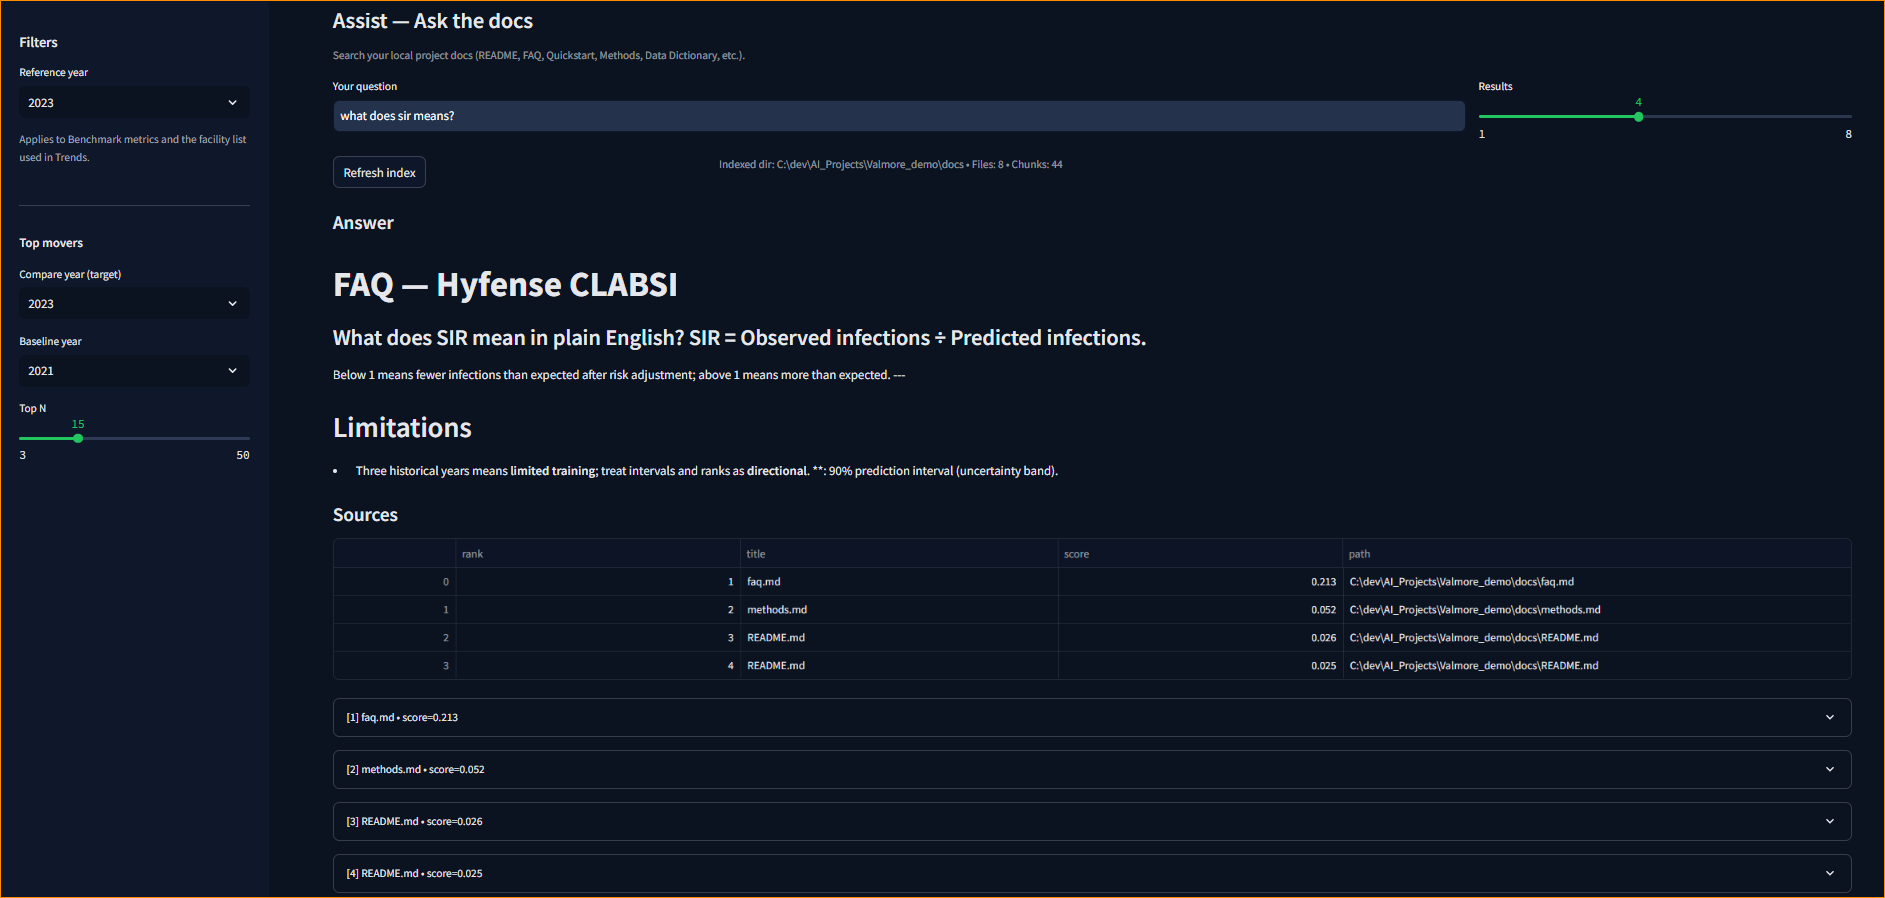 Filters
Reference year
2023
Applies to Benchmark metrics and the facility list
used in Trends.
Top movers
Compare year (target)
2023
Baseline year
2021
Top N
15
3 50
Assist — Ask the docs
Search your local project docs (README, FAQ, Quickstart, Methods, Data Dictionary, etc.).
Your question
what does sir means?
Results
4
1 8
Refresh index
Indexed dir: C:\dev\AI_Projects\Valmore_demo\docs • Files: 8 • Chunks: 44
Answer
FAQ — Hyfense CLABSI
What does SIR mean in plain English? SIR = Observed infections ÷ Predicted infections.
Below 1 means fewer infections than expected after risk adjustment; above 1 means more than expected. ---
Limitations
• Three historical years means limited training; treat intervals and ranks as directional. **: 90% prediction interval (uncertainty band).
Sources
rank title score path
0 1 faq.md 0.213 C:\dev\AI_Projects\Valmore_demo\docs\faq.md
1 2 methods.md 0.052 C:\dev\AI_Projects\Valmore_demo\docs\methods.md
2 3 README.md 0.026 C:\dev\AI_Projects\Valmore_demo\docs\README.md
3 4 README.md 0.025 C:\dev\AI_Projects\Valmore_demo\docs\README.md
[1] faq.md • score=0.213
[2] methods.md • score=0.052
[3] README.md • score=0.026
[4] README.md • score=0.025